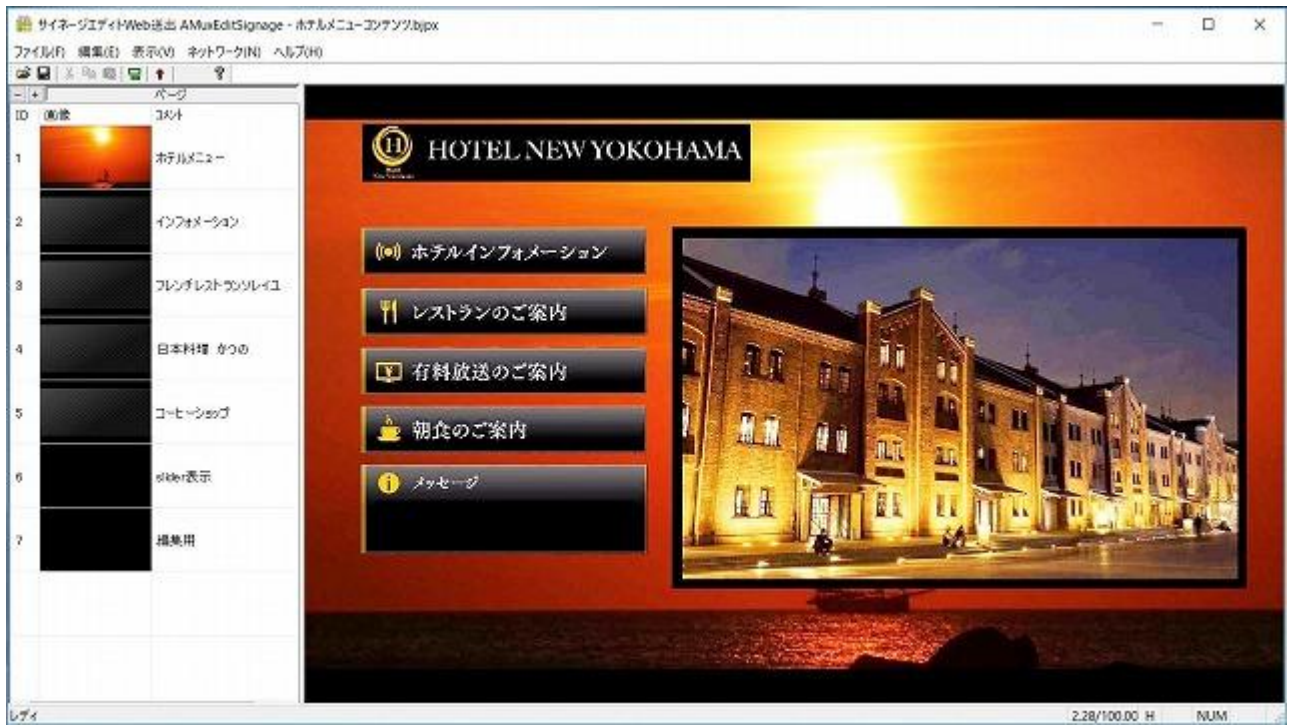 サイネージエディトWeb送出 AMuxEditSignage - ホテルメニューコンテンツ.bjpx
ファイル(F) 編集(E) 表示(V) ネットワーク(N) ヘルプ(H)
- + ページ
ID 画像 コメント
1 ホテルメニュー
2 インフォメーション
3 フレンチレストランソレイユ
4 日本料理 かつの
5 コーヒーショップ
6 slider表示
7 編集用
H HOTEL NEW YOKOHAMA
ホテルインフォメーション
レストランのご案内
有料放送のご案内
朝食のご案内
メッセージ
レディ
2.28/100.00 H NUM